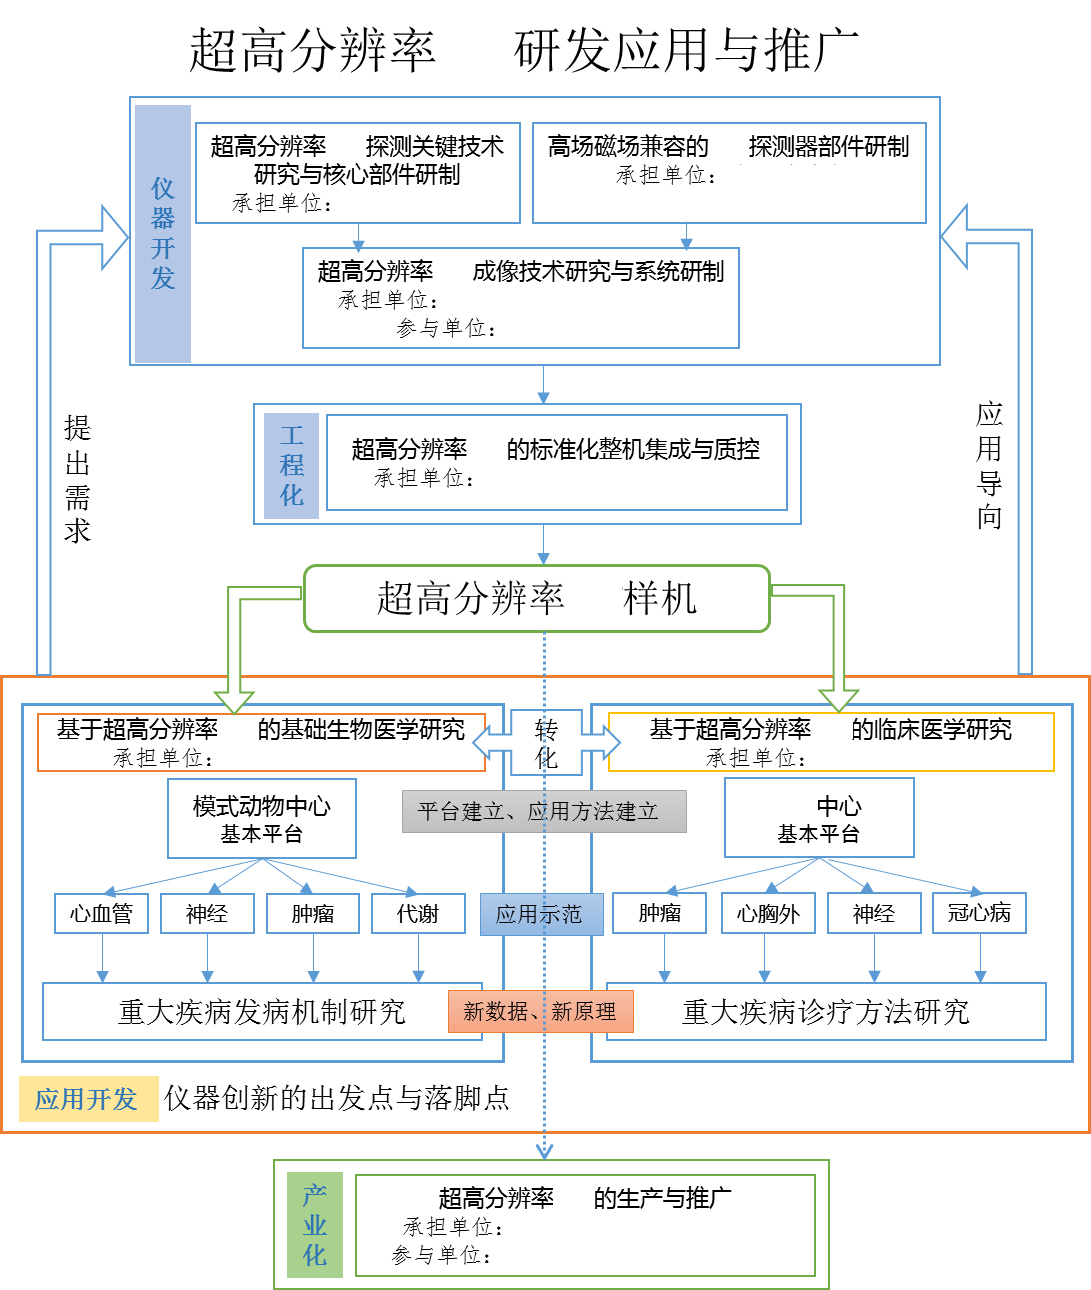 超高分辨率 研发应用与推广
仪器开发
超高分辨率 探测关键技术
研究与核心部件研制
承担单位：
高场磁场兼容的 探测器部件研制
承担单位：
超高分辨率 成像技术研究与系统研制
承担单位：
参与单位：
提出需求
应用导向
工程化
超高分辨率 的标准化整机集成与质控
承担单位：
超高分辨率 样机
基于超高分辨率 的基础生物医学研究
承担单位：
转化
基于超高分辨率 的临床医学研究
承担单位：
平台建立、应用方法建立
模式动物中心
基本平台
中心
基本平台
心血管
神经
肿瘤
代谢
应用示范
肿瘤
心胸外
神经
冠心病
重大疾病发病机制研究
新数据、新原理
重大疾病诊疗方法研究
应用开发 仪器创新的出发点与落脚点
产业化
超高分辨率 的生产与推广
承担单位：
参与单位：